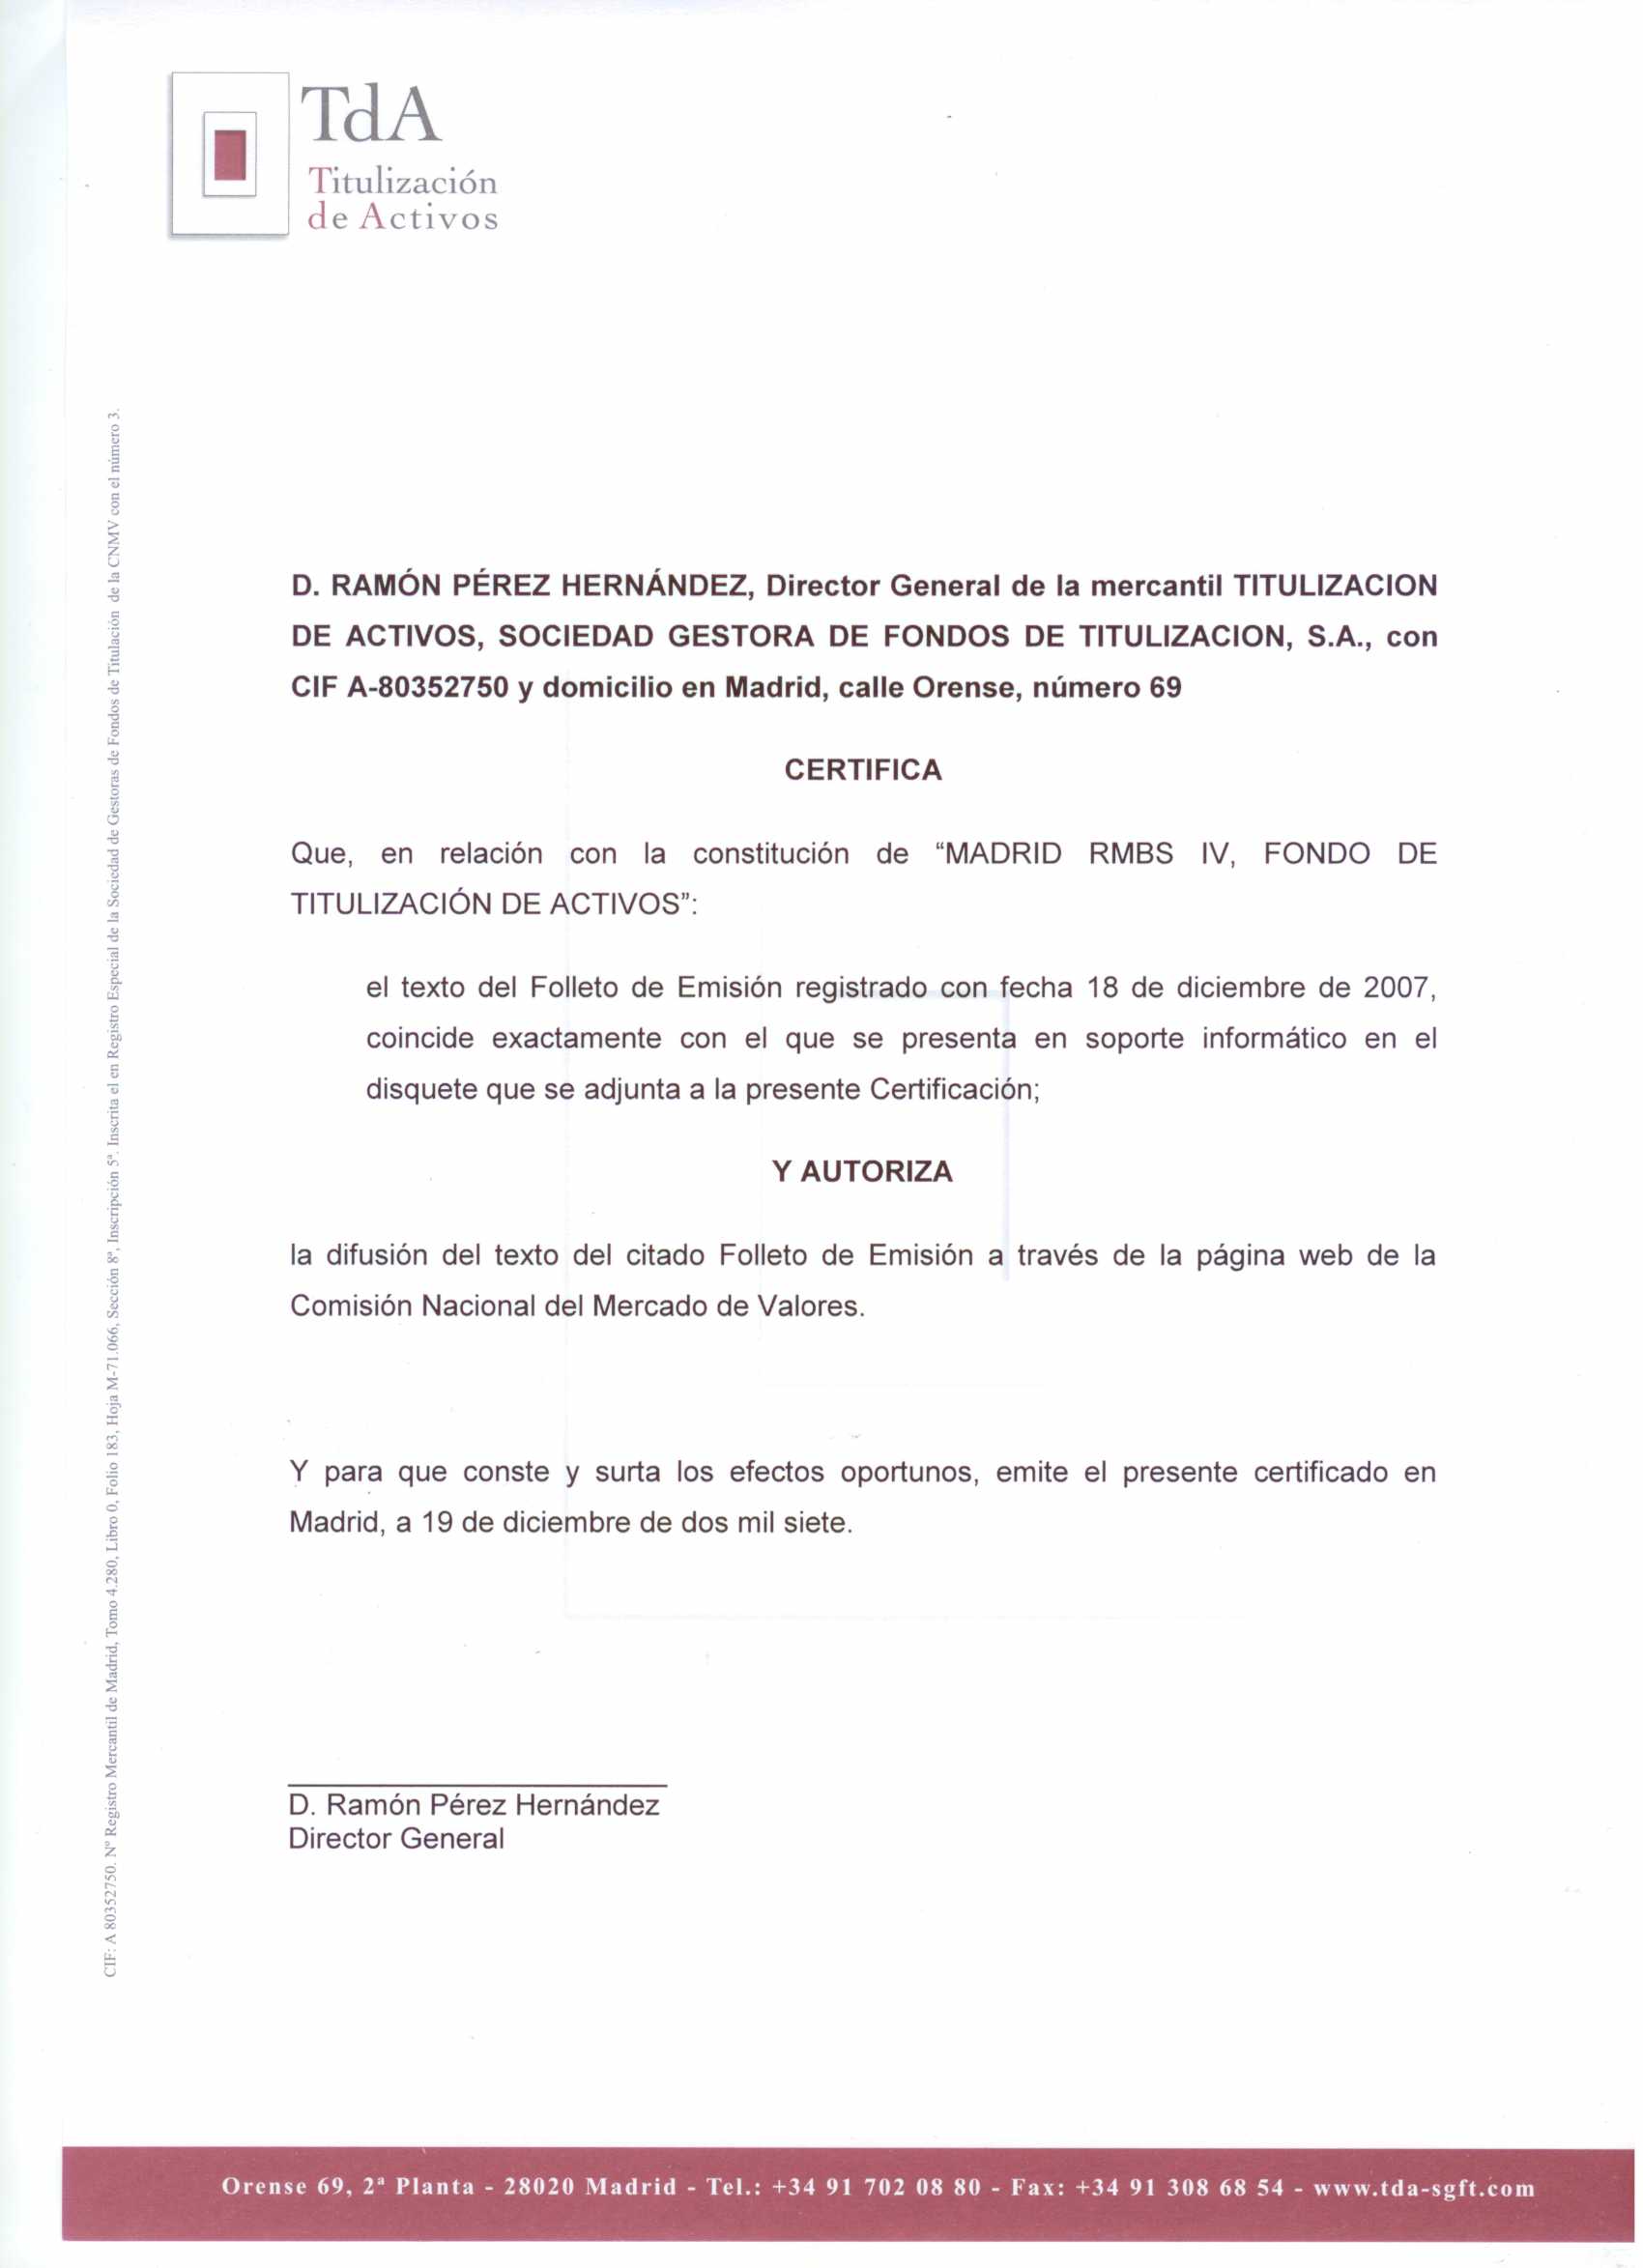 TdA
Titulización
de Activos
D. RAMÓN PÉREZ HERNÁNDEZ, Director General de la mercantil TITULIZACION
DE ACTIVOS, SOCIEDAD GESTORA DE FONDOS DE TITULIZACION, S.A., con
CIF A-80352750 y domicilio en Madrid, calle Orense, número 69
CERTIFICA
Que, en relación con la constitución de “MADRID RMBS IV, FONDO DE
TITULIZACIÓN DE ACTIVOS”:
el texto del Folleto de Emisión registrado con fecha 18 de diciembre de 2007,
coincide exactamente con el que se presenta en soporte informático en el
disquete que se adjunta a la presente Certificación;
Y AUTORIZA
la difusión del texto del citado Folleto de Emisión a través de la página web de la
Comisión Nacional del Mercado de Valores.
Y para que conste y surta los efectos oportunos, emite el presente certificado en
Madrid, a 19 de diciembre de dos mil siete.
D. Ramón Pérez Hernández
Director General
CIF: A 80352750. Nº Registro Mercantil de Madrid, Tomo 4.280, Libro 0, Folio 183, Hoja M-71.066, Sección 8ª, Inscripción 5ª. Inscrita el en Registro Especial de la Sociedad de Gestoras de Fondos de Titulación de la CNMV con el número 3.
Orense 69, 2ª Planta - 28020 Madrid - Tel.: +34 91 702 08 80 - Fax: +34 91 308 68 54 - www.tda-sgft.com